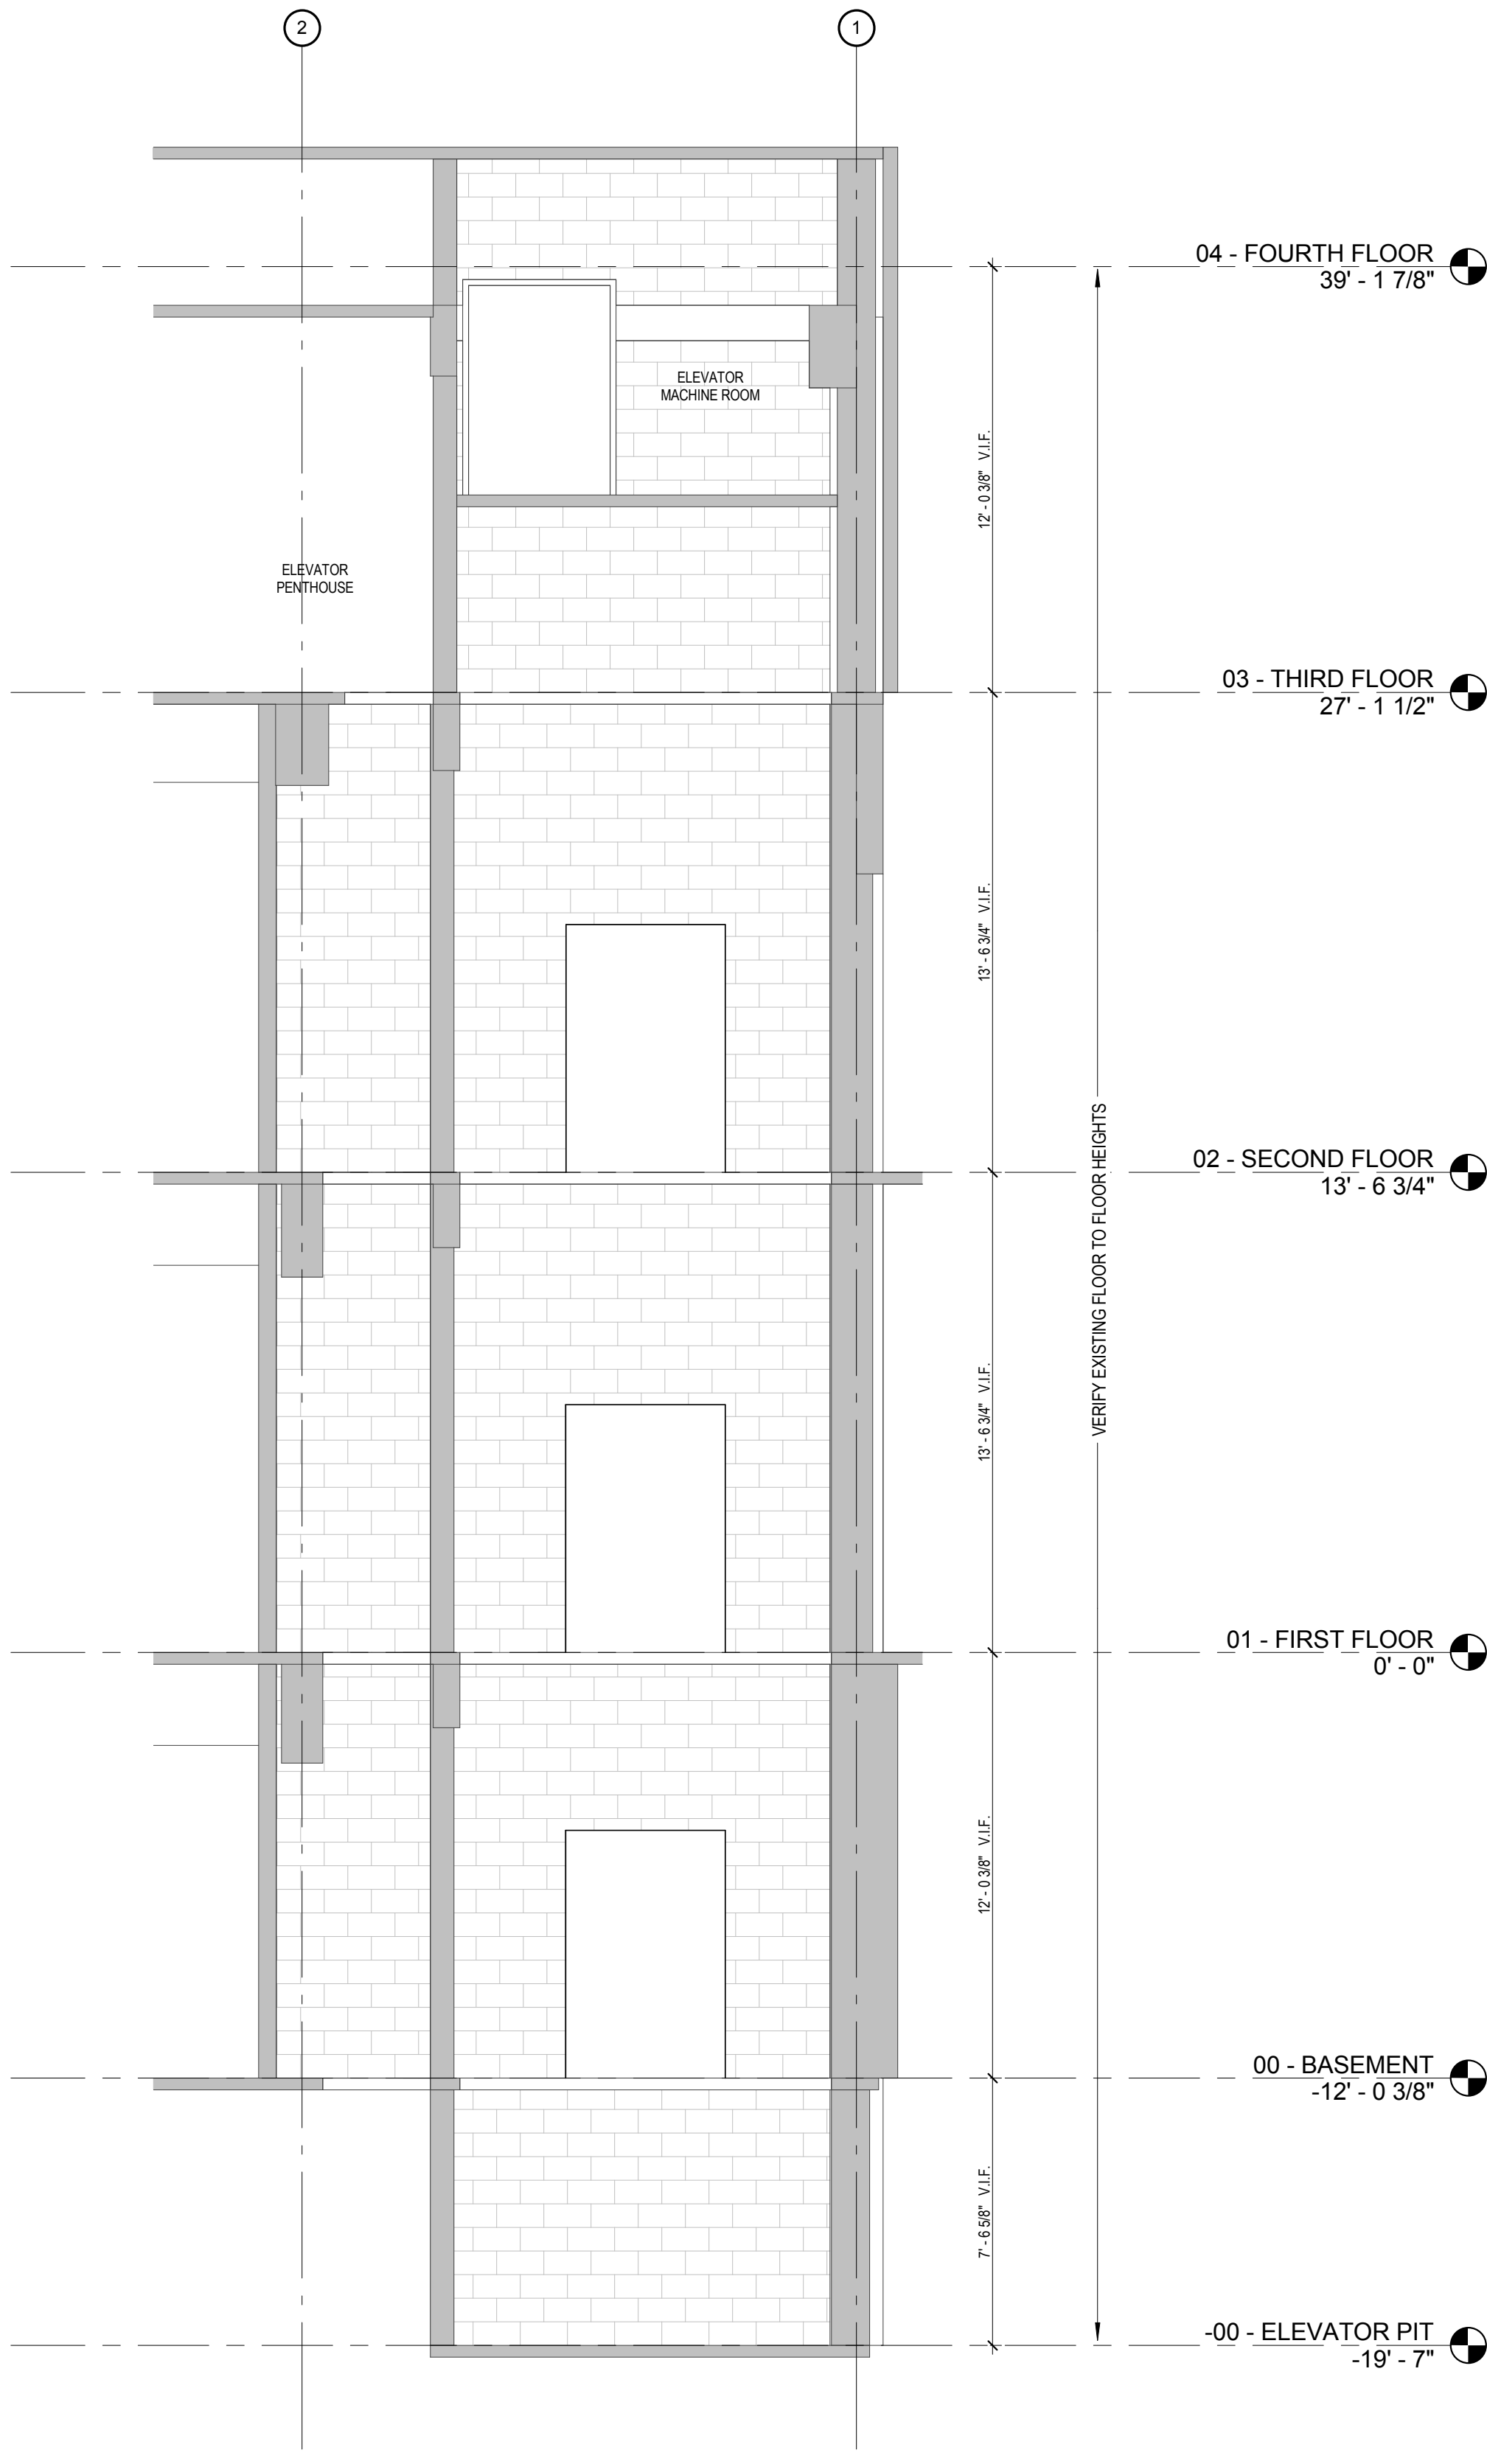 2
1
04 - FOURTH FLOOR
39' - 1 7/8"
ELEVATOR
MACHINE ROOM
12' - 0 3/8" V.I.F.
ELEVATOR
PENTHOUSE
03 - THIRD FLOOR
27' - 1 1/2"
13' - 6 3/4" V.I.F.
VERIFY EXISTING FLOOR TO FLOOR HEIGHTS
02 - SECOND FLOOR
13' - 6 3/4"
13' - 6 3/4" V.I.F.
01 - FIRST FLOOR
0' - 0"
12' - 0 3/8" V.I.F.
00 - BASEMENT
-12' - 0 3/8"
7' - 6 5/8" V.I.F.
-00 - ELEVATOR PIT
-19' - 7"